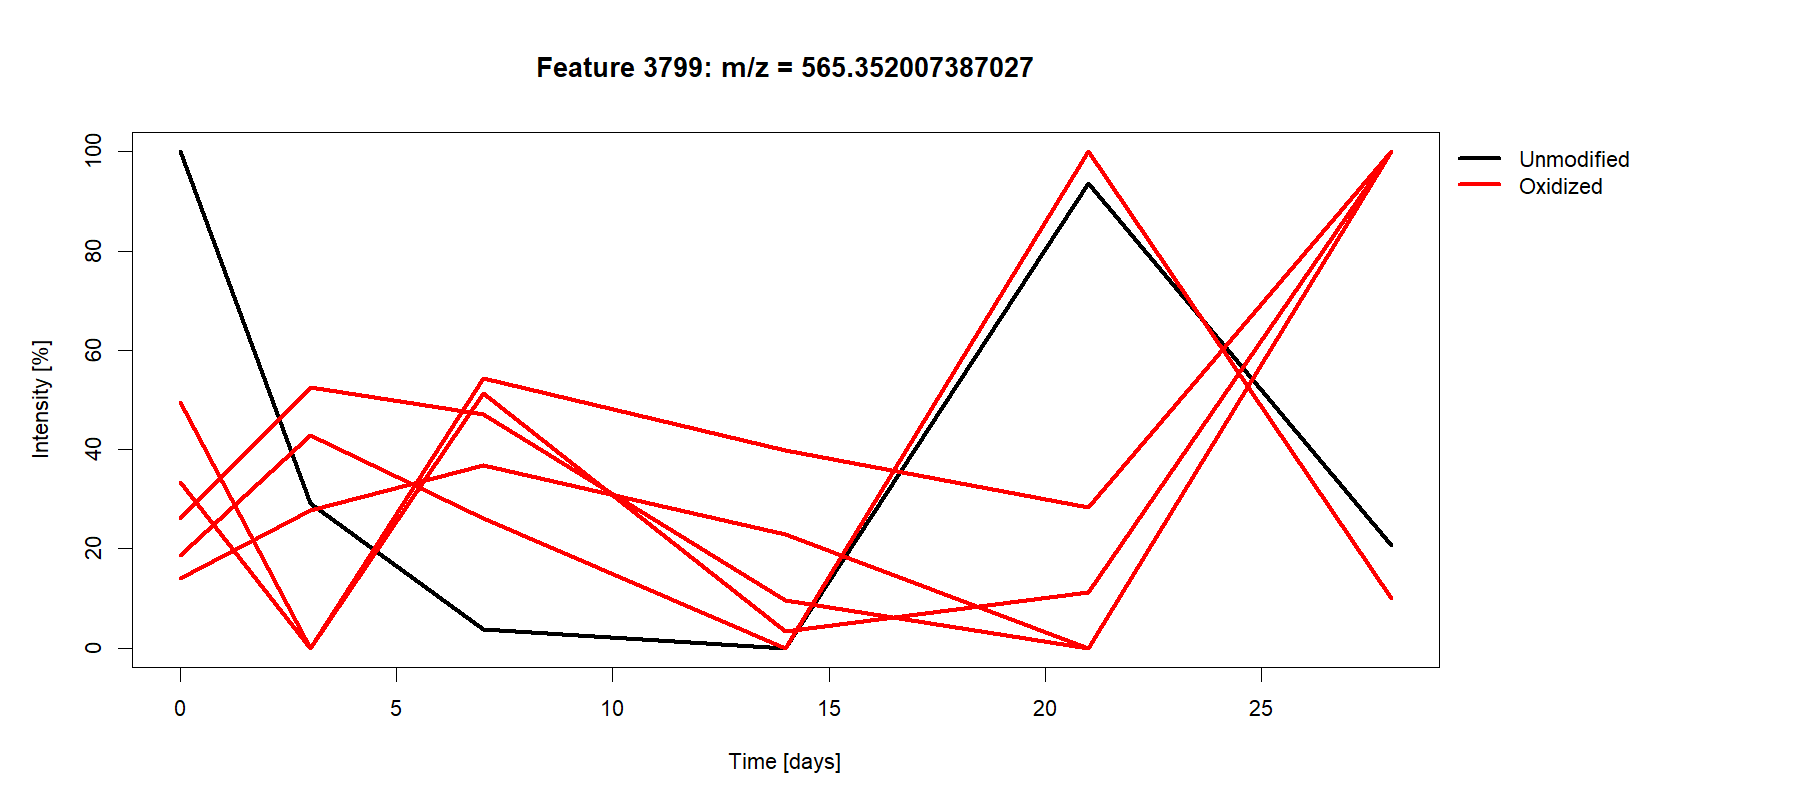 Feature 3799: m/z = 565.352007387027
Unmodified
Oxidized
Intensity [%]
100
80
60
40
20
0
0 5 10 15 20 25
Time [days]